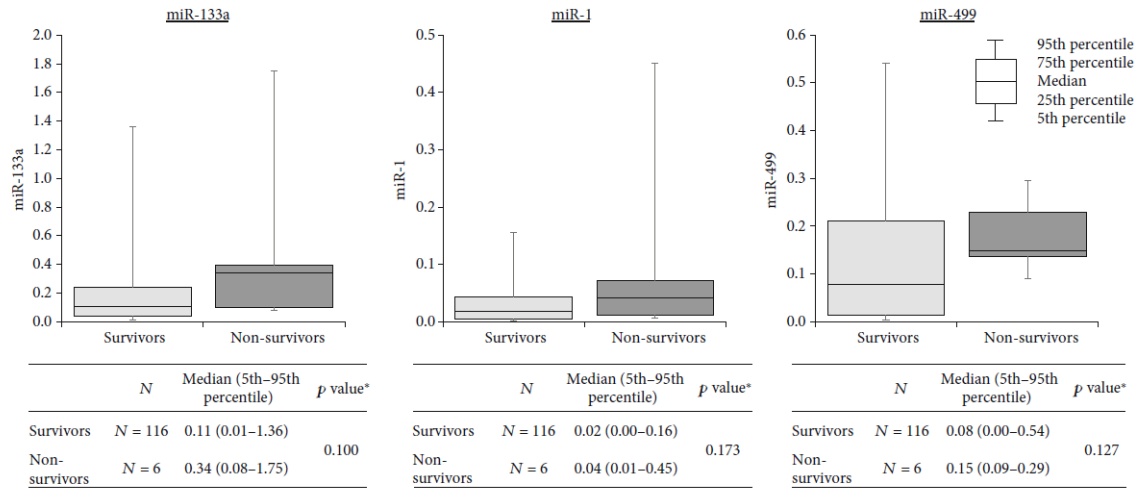 miR-133a
2.0
1.8
1.6
1.4
1.2
1.0
0.8
0.6
0.4
0.2
0.0
miR-133a
Survivors Non-survivors
N Median (5th–95th percentile) p value*
Survivors N = 116 0.11 (0.01–1.36)
0.100
Non-survivors N = 6 0.34 (0.08–1.75)
miR-1
0.5
0.4
0.3
0.2
0.1
0.0
miR-1
Survivors Non-survivors
N Median (5th–95th percentile) p value*
Survivors N = 116 0.02 (0.00–0.16)
0.173
Non-survivors N = 6 0.04 (0.01–0.45)
miR-499
0.6
0.5
0.4
0.3
0.2
0.1
0.0
miR-499
95th percentile
75th percentile
Median
25th percentile
5th percentile
Survivors Non-survivors
N Median (5th–95th percentile) p value*
Survivors N = 116 0.08 (0.00–0.54)
0.127
Non-survivors N = 6 0.15 (0.09–0.29)